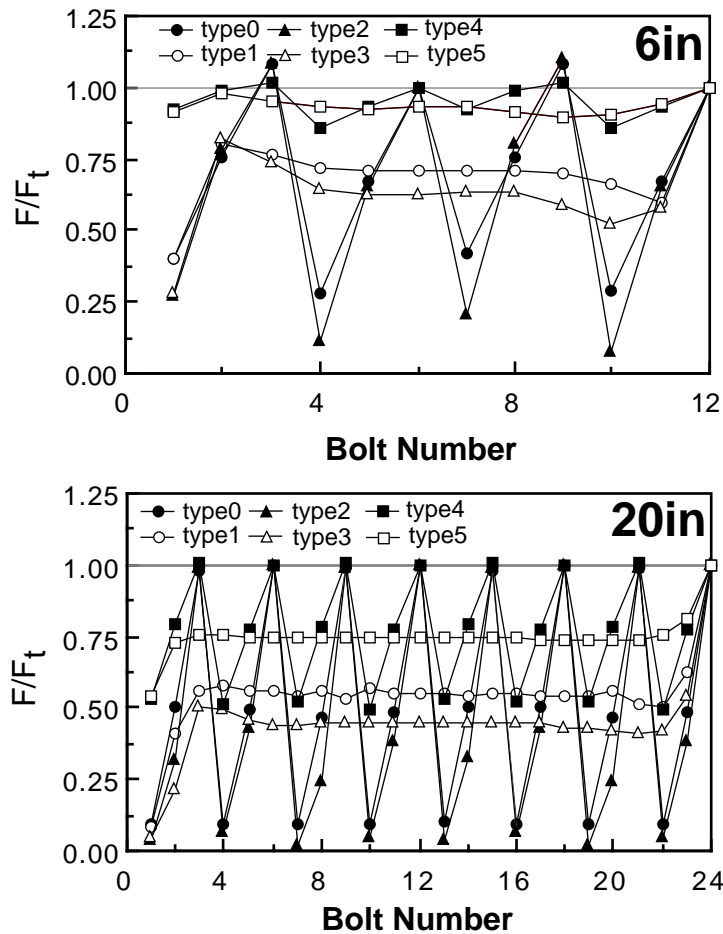 1.25
type0 type2 type4
type1 type3 type5
6in
1.00
0.75
0.50
0.25
0.00
F/Ft
0 4 8 12
Bolt Number
1.25
type0 type2 type4
type1 type3 type5
20in
1.00
0.75
0.50
0.25
0.00
F/Ft
0 4 8 12 16 20 24
Bolt Number